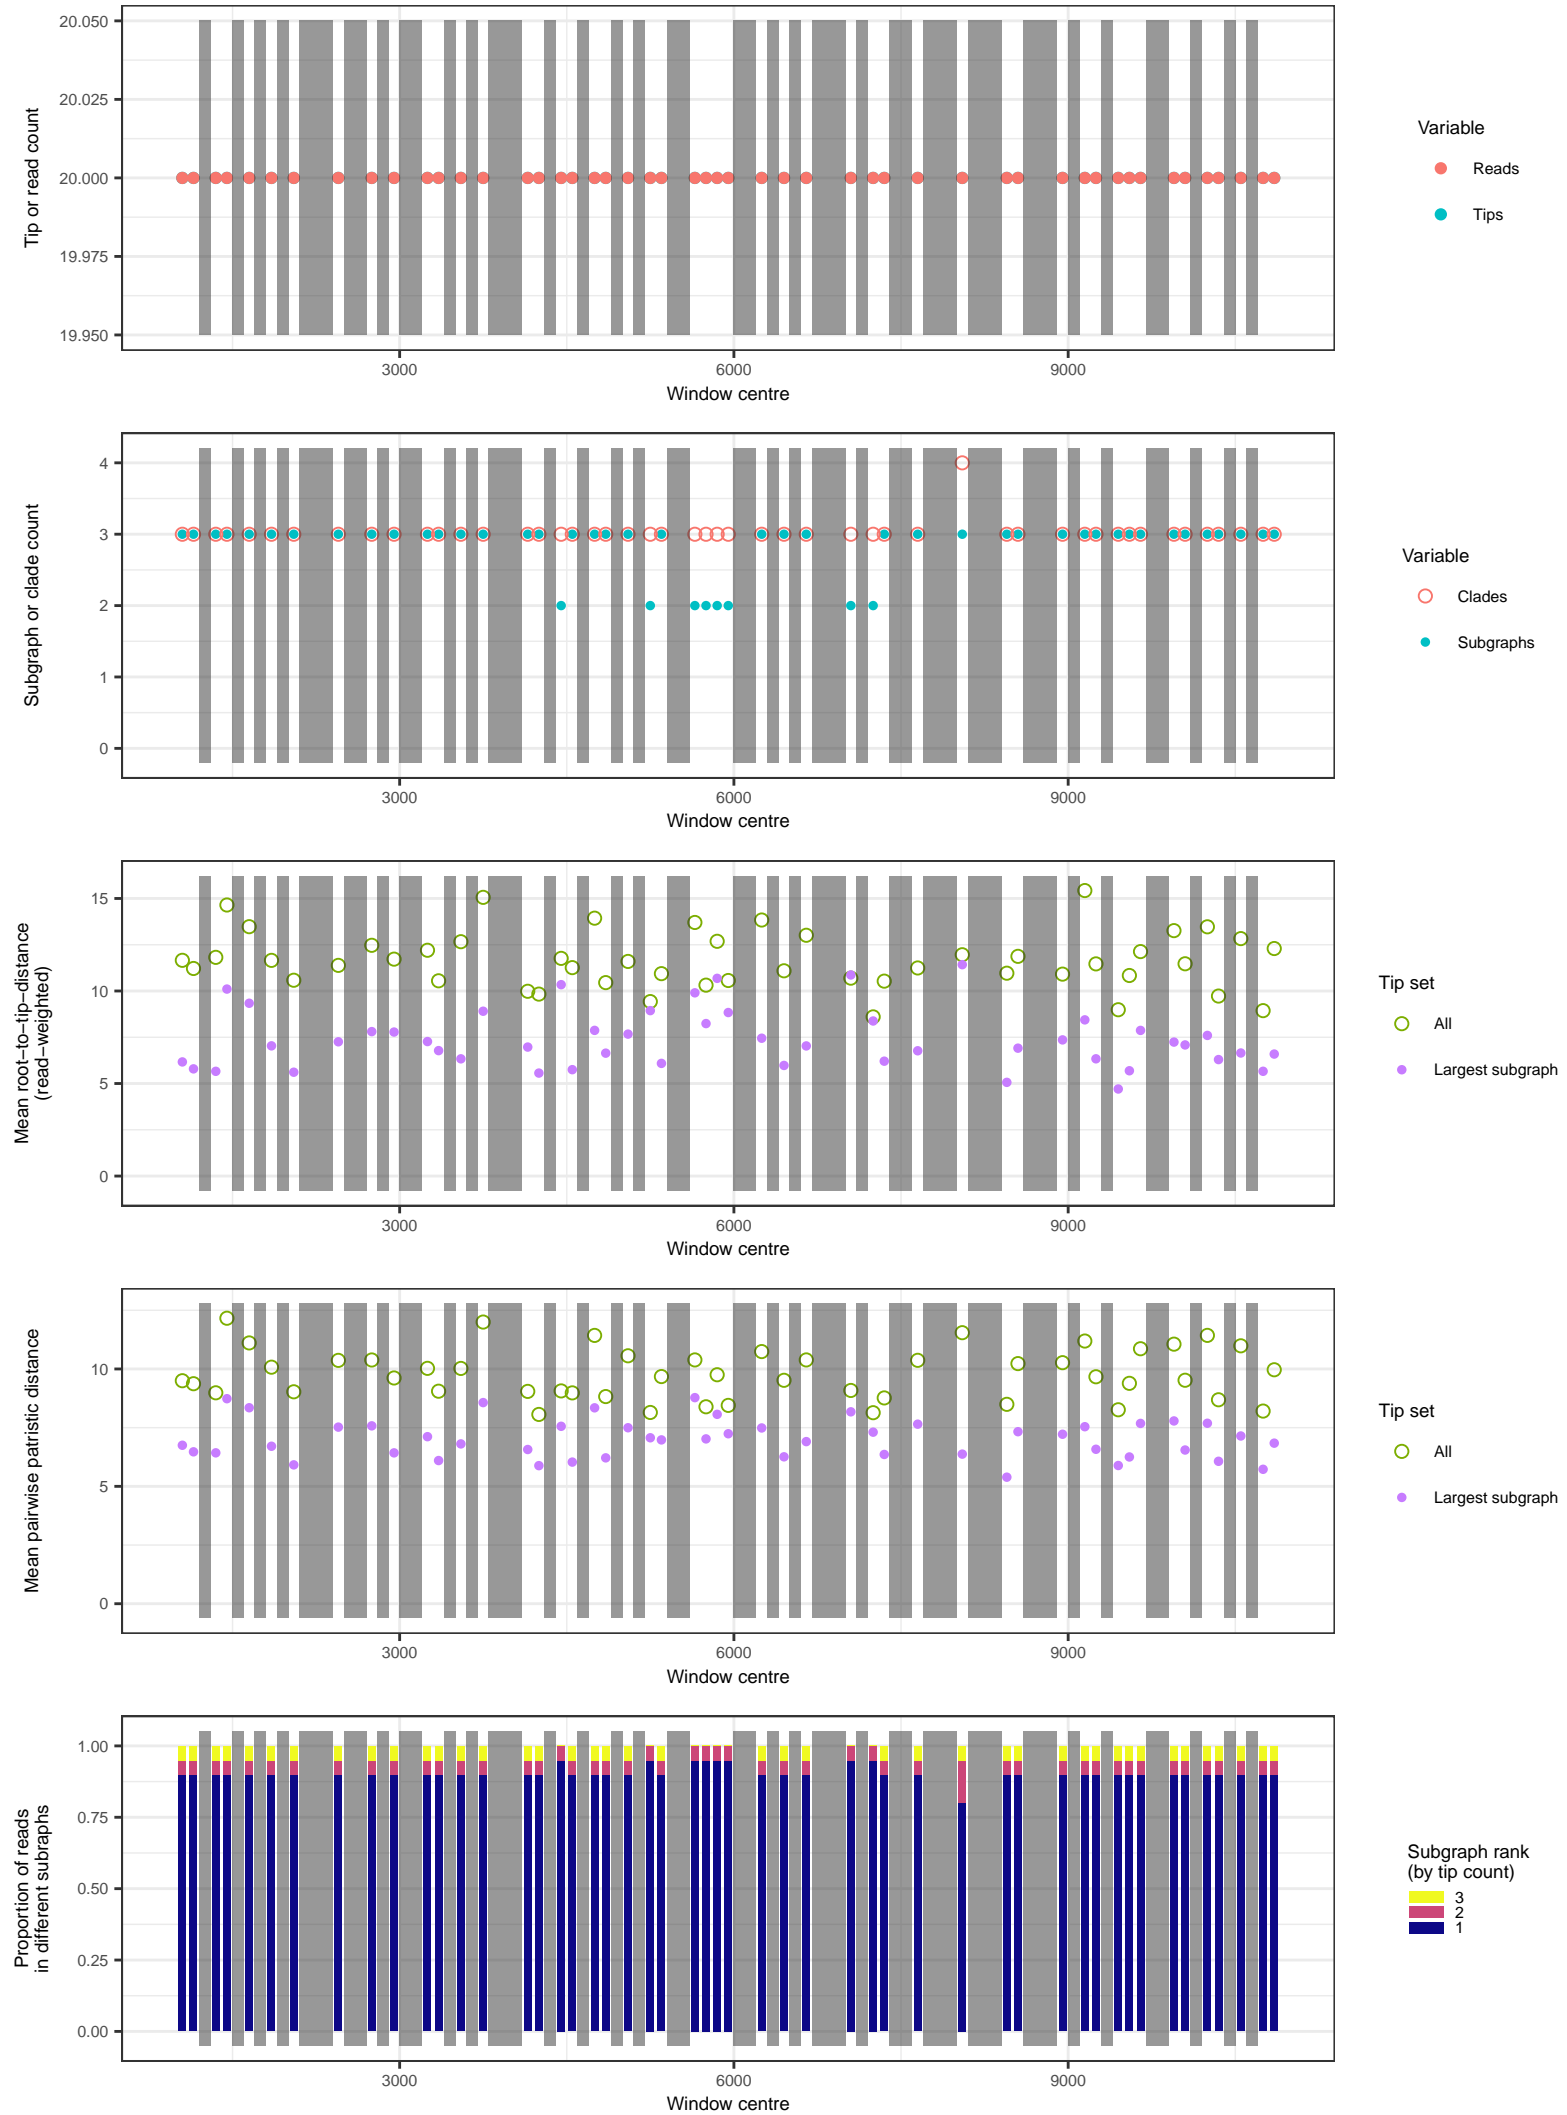 20.050
20.025
20.000
19.975
19.950
Tip or read count
3000
6000
9000
Window centre
Variable
Reads
Tips
4
3
2
1
0
Subgraph or clade count
3000
6000
9000
Window centre
Variable
Clades
Subgraphs
15
10
5
0
Mean root−to−tip−distance
(read−weighted)
3000
6000
9000
Window centre
Tip set
All
Largest subgraph
10
5
0
Mean pairwise patristic distance
3000
6000
9000
Window centre
Tip set
All
Largest subgraph
1.00
0.75
0.50
0.25
0.00
Proportion of reads
in different subraphs
3000
6000
9000
Window centre
Subgraph rank
(by tip count)
3
2
1